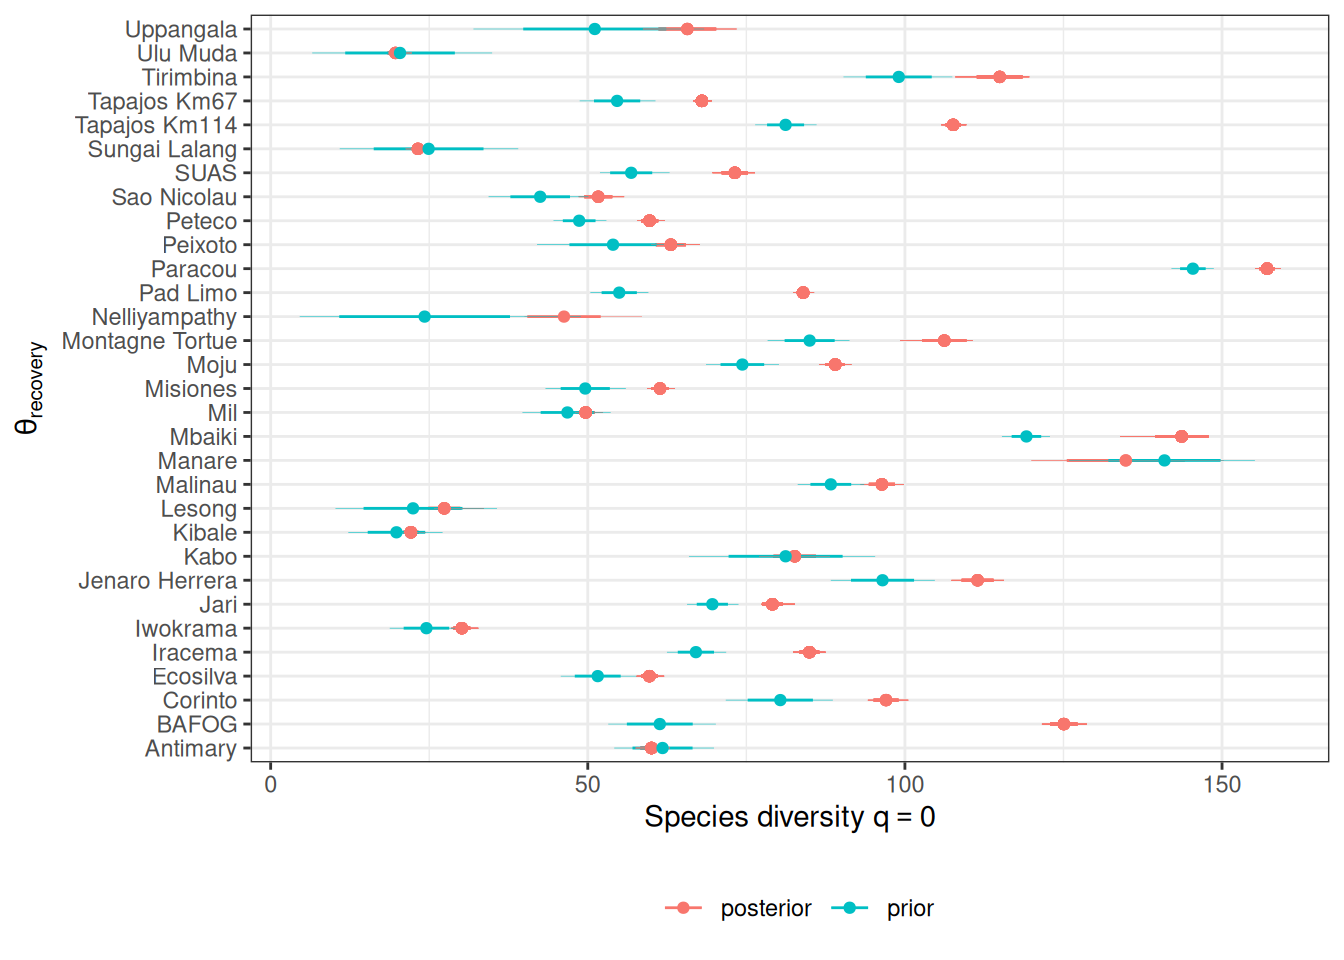 Uppangala
Ulu Muda
Tirimbina
Tapajos Km67
Tapajos Km114
Sungai Lalang
SUAS
Sao Nicolau
Peteco
Peixoto
Paracou
Pad Limo
Nelliyampathy
Montagne Tortue
Moju
Misiones
Mil
Mbaiki
Manare
Malinau
Lesong
Kibale
Kabo
Jenaro Herrera
Jari
Iwokrama
Iracema
Ecosilva
Corinto
BAFOG
Antimary
θrecovery
0 50 100 150
Species diversity q = 0
posterior prior